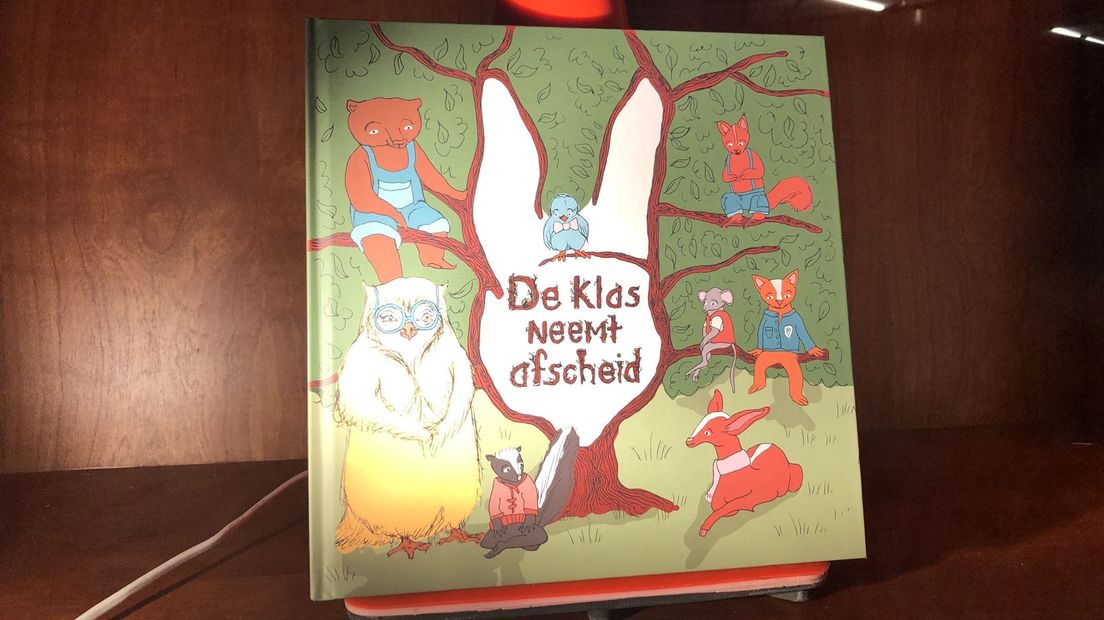 De Klas
NEEMT
afscheid